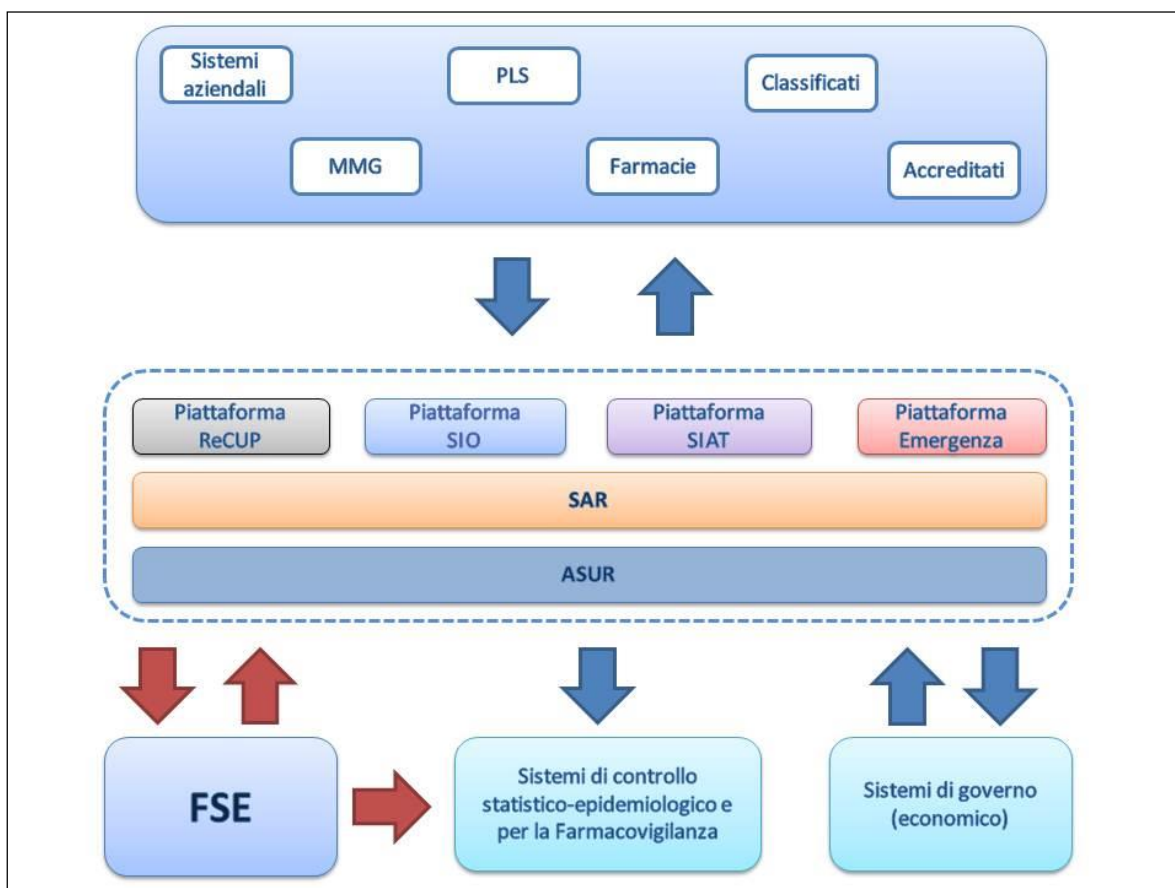 Sistemi
aziendali
PLS
Classificati
MMG
Farmacie
Accreditati
Piattaforma
ReCUP
Piattaforma
SIO
Piattaforma
SIAT
Piattaforma
Emergenza
SAR
ASUR
FSE
Sistemi di controllo
statistico-epidemiologico e
per la Farmacovigilanza
Sistemi di governo
(economico)